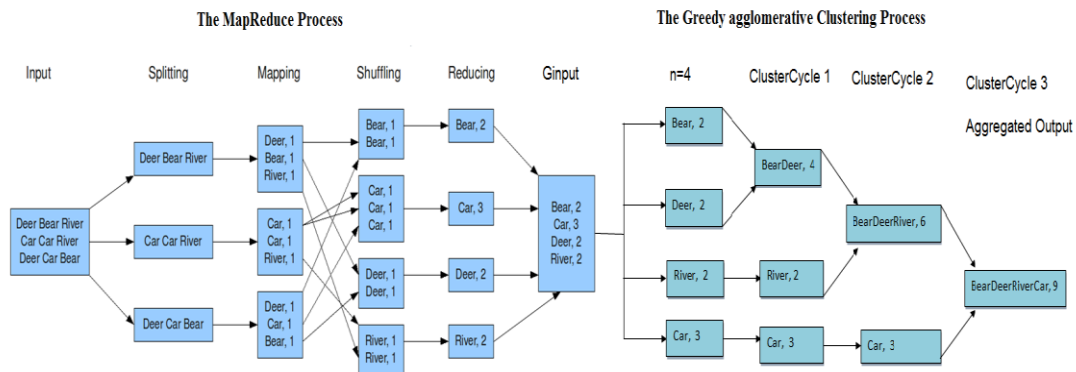 The MapReduce Process
The Greedy agglomerative Clustering Process
Input
Splitting
Mapping
Shuffling
Reducing
Ginput
n=4
ClusterCycle 1
ClusterCycle 2
ClusterCycle 3
Aggregated Output
Deer Bear River
Car Car River
Deer Car Bear
Deer Bear River
Car Car River
Deer Car Bear
Deer, 1
Bear, 1
River, 1
Car, 1
Car, 1
River, 1
Deer, 1
Car, 1
Bear, 1
Bear, 1
Bear, 1
Car, 1
Car, 1
Car, 1
Deer, 1
Deer, 1
River, 1
River, 1
Bear, 2
Car, 3
Deer, 2
River, 2
Bear, 2
Car, 3
Deer, 2
River, 2
Bear, 2
Deer, 2
River, 2
Car, 3
BearDeer, 4
River, 2
Car, 3
BearDeerRiver, 6
Car, 3
BearDeerRiverCar, 9